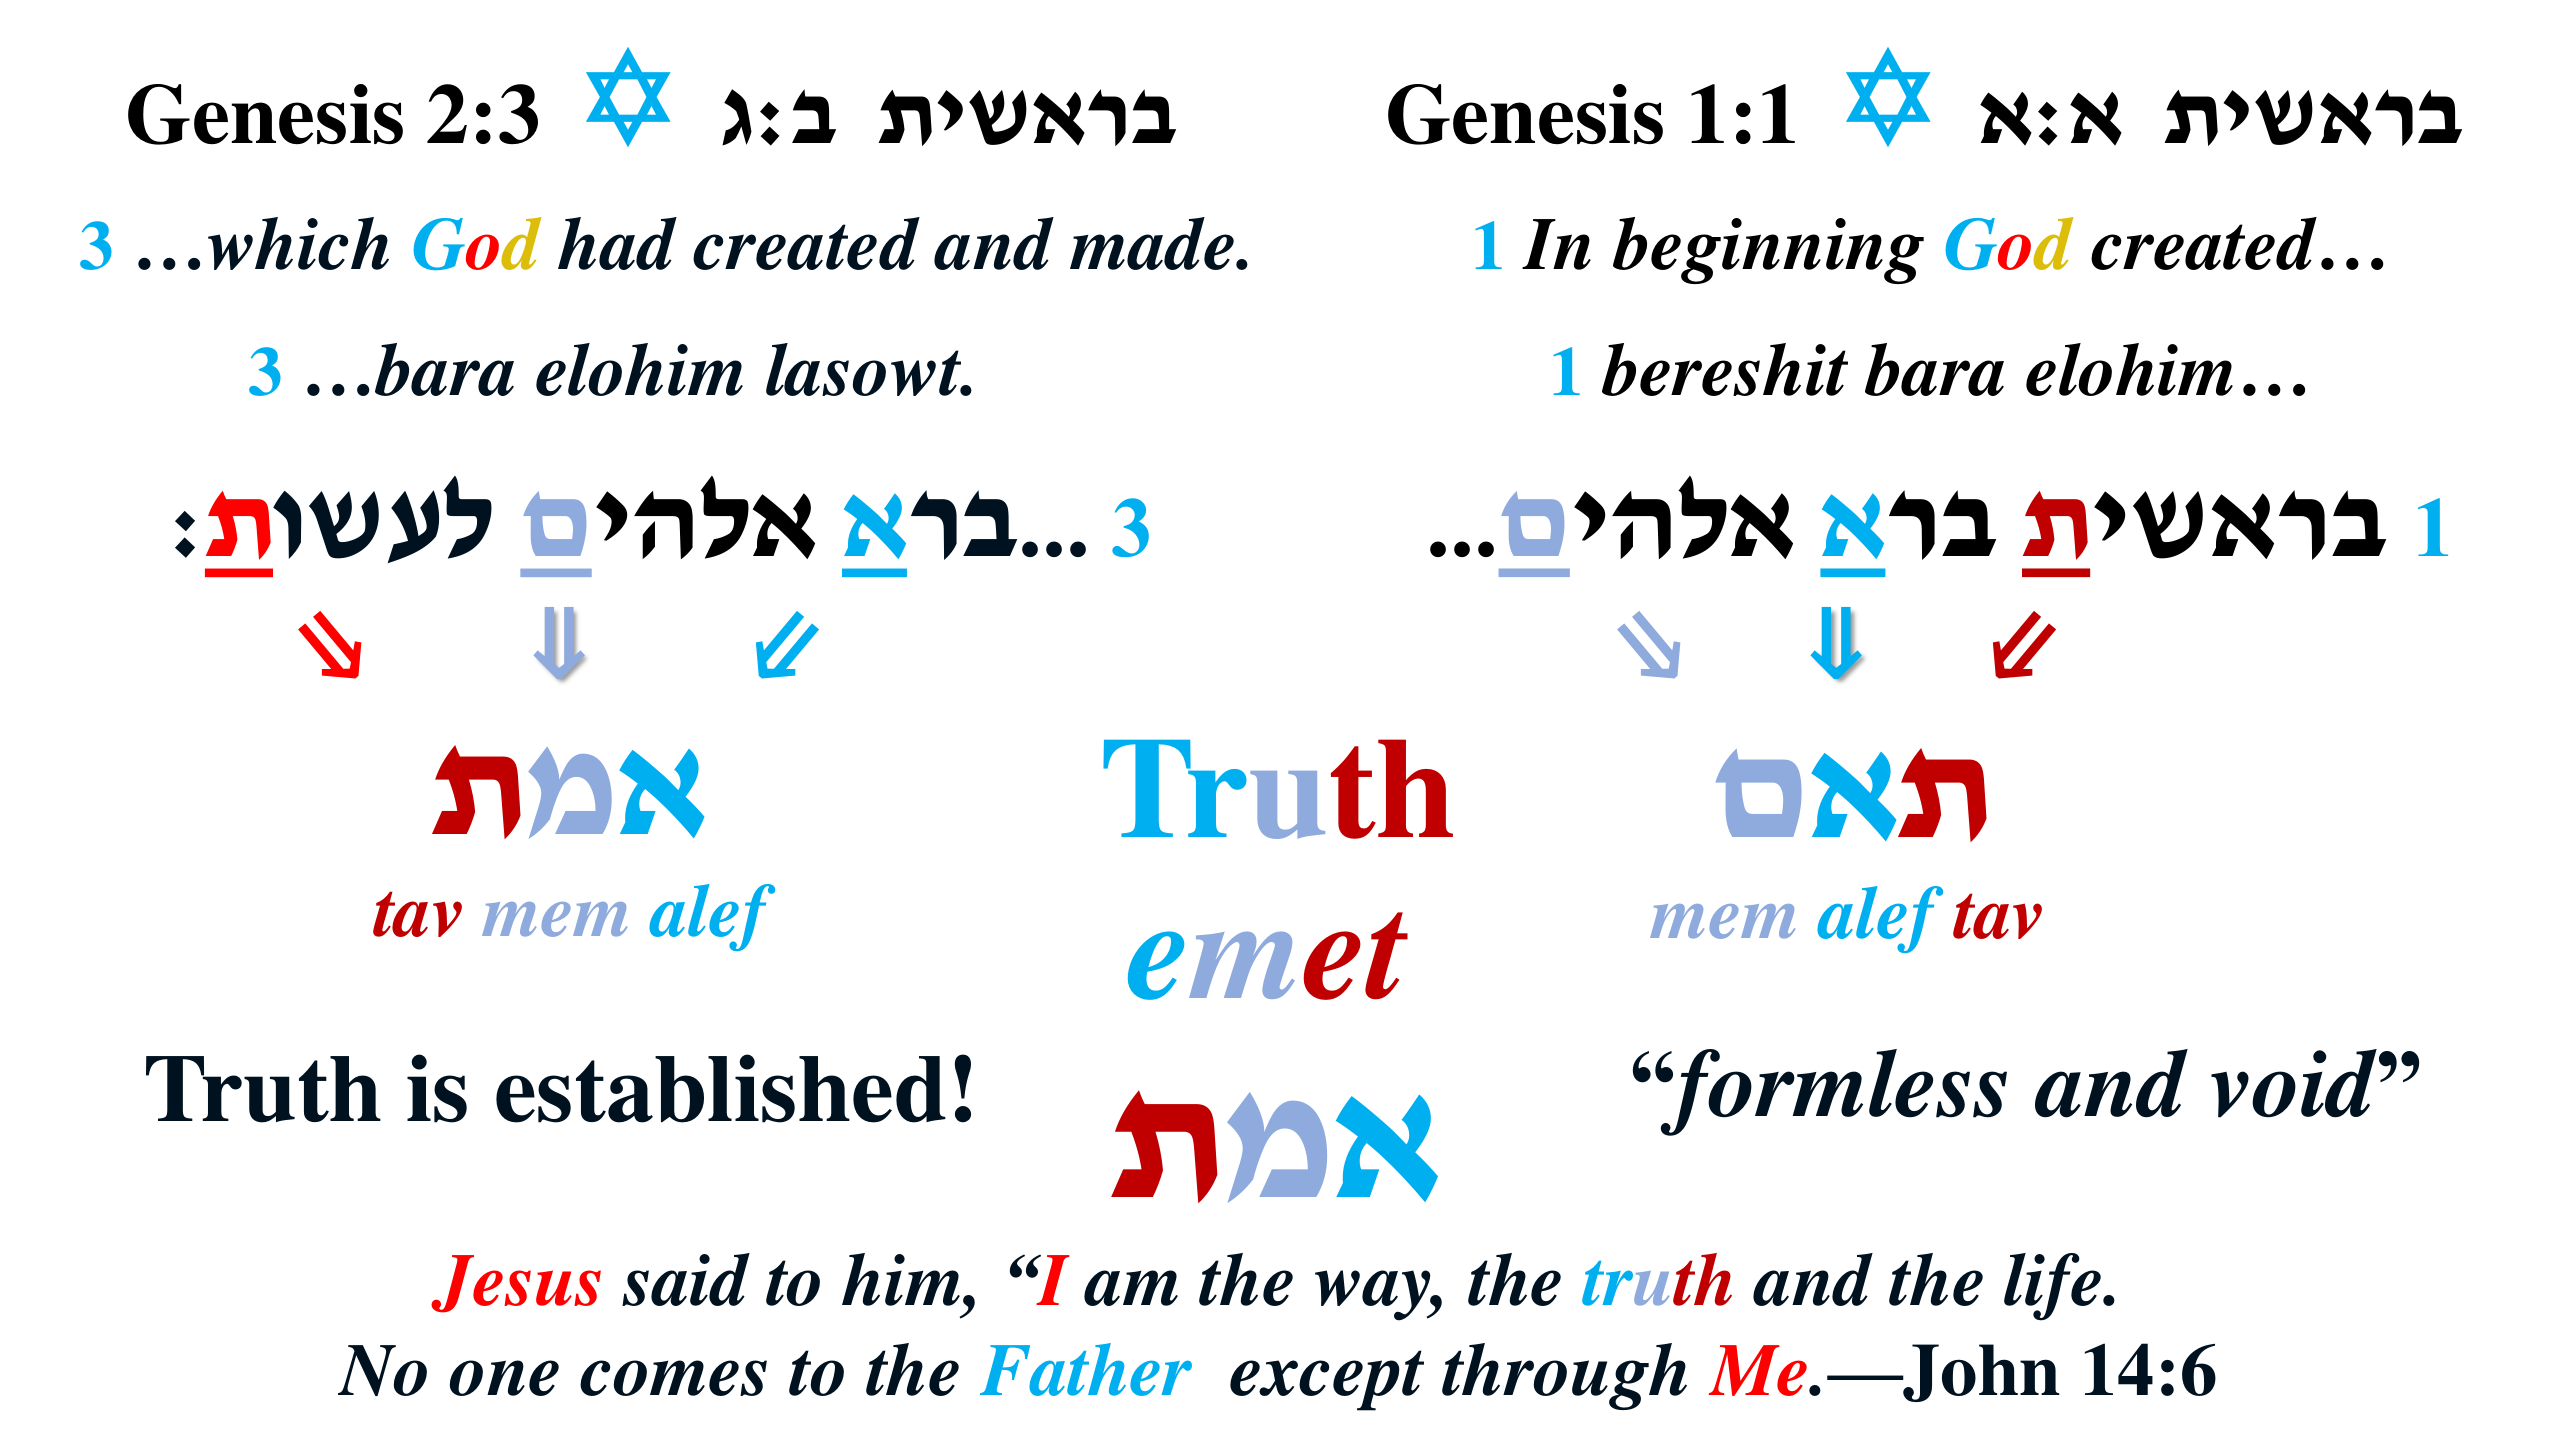 Genesis 2:3 ✡ בראשית ב:ג
Genesis 1:1 ✡ בראשית א:א
3 …which God had created and made.
1 In beginning God created…
3 …bara elohim lasowt.
1 bereshit bara elohim…
3 ...ברא אלהים לעשות:
1 בראשית ברא אלהים...
⇘ ⇓ ⇙
⇘ ⇓ ⇙
אמת
Truth
תאם
tav mem alef
emet
mem alef tav
Truth is established!
אמת
“formless and void”
Jesus said to him, “I am the way, the truth and the life.
No one comes to the Father except through Me.—John 14:6